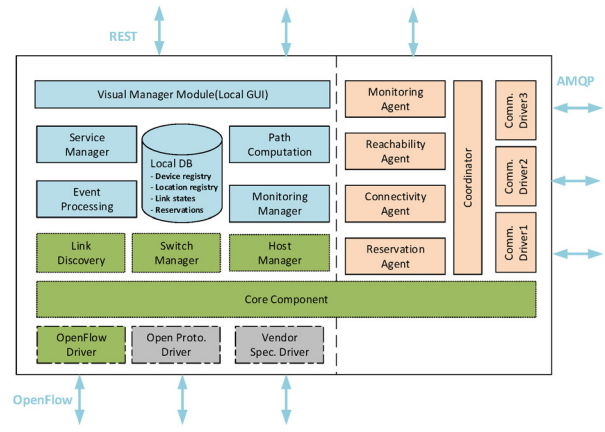 REST
AMQP
Visual Manager Module(Local GUI)
Service
Manager
Local DB
- Device registry
- Location registry
- Link states
- Reservations
Path
Computation
Event
Processing
Monitoring
Manager
Link
Discovery
Switch
Manager
Host
Manager
Monitoring
Agent
Reachability
Agent
Connectivity
Agent
Reservation
Agent
Coordinator
Comm.
Driver3
Comm.
Driver2
Comm.
Driver1
Core Component
OpenFlow
Driver
Open Proto.
Driver
Vendor
Spec. Driver
OpenFlow